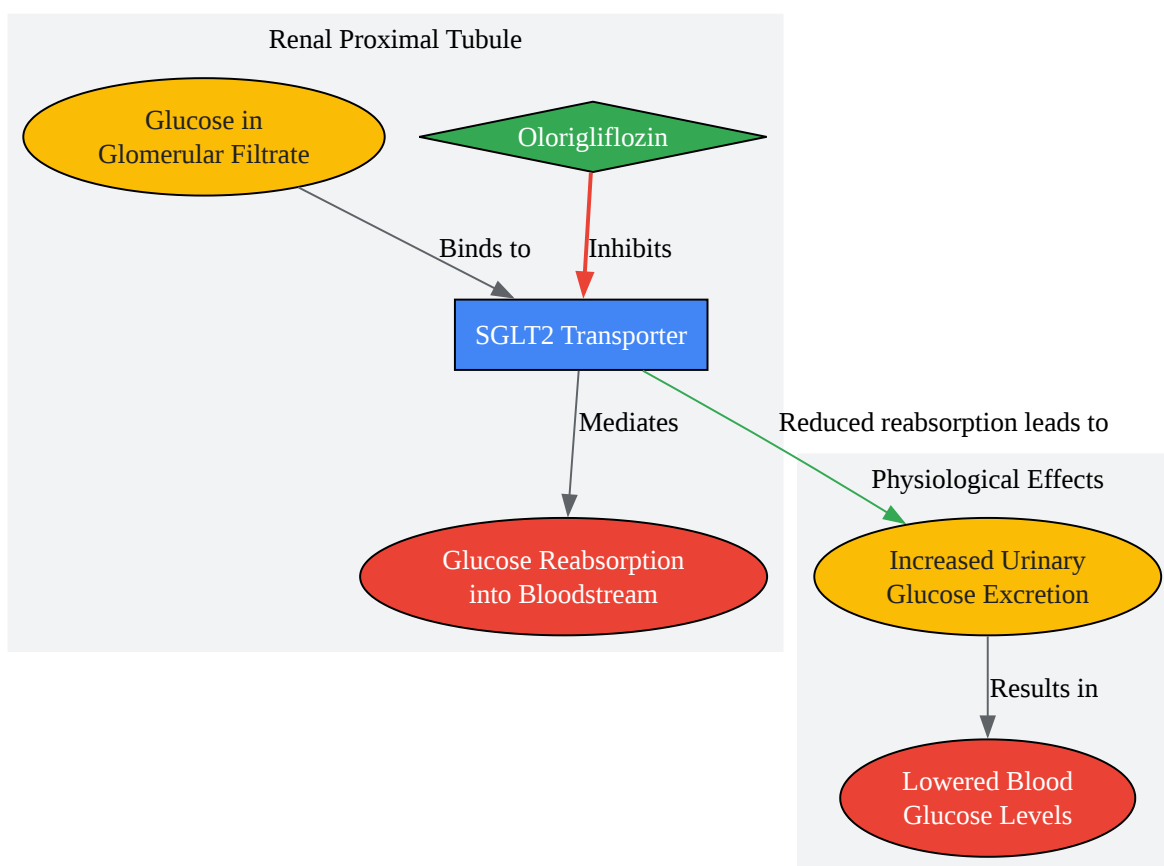 Renal Proximal Tubule
Glucose in
Glomerular Filtrate
Olorigliflozin
Binds to
Inhibits
SGLT2 Transporter
Mediates
Reduced reabsorption leads to
Physiological Effects
Glucose Reabsorption
into Bloodstream
Increased Urinary
Glucose Excretion
Results in
Lowered Blood
Glucose Levels